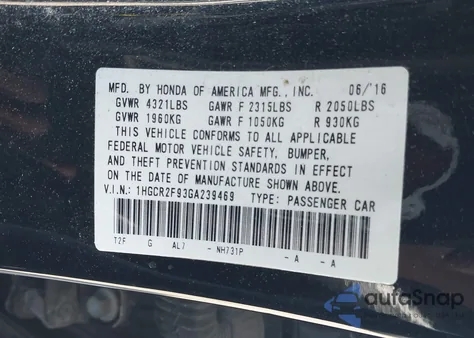 MFD. BY HONDA OF AMERICA MFG., INC. 06/16
GVWR 4321LBS GAWR F 2315LBS R 2050LBS
GVWR 1960KG GAWR F 1050KG R 930KG
THIS VEHICLE CONFORMS TO ALL APPLICABLE
FEDERAL MOTOR VEHICLE SAFETY, BUMPER,
AND THEFT PREVENTION STANDARDS IN EFFECT
ON THE DATE OF MANUFACTURE SHOWN ABOVE.
V.I.N.: 1HGCR2F93GA239469 TYPE: PASSENGER CAR
T2F G AL7 - NH731P - A - A
autoSnap